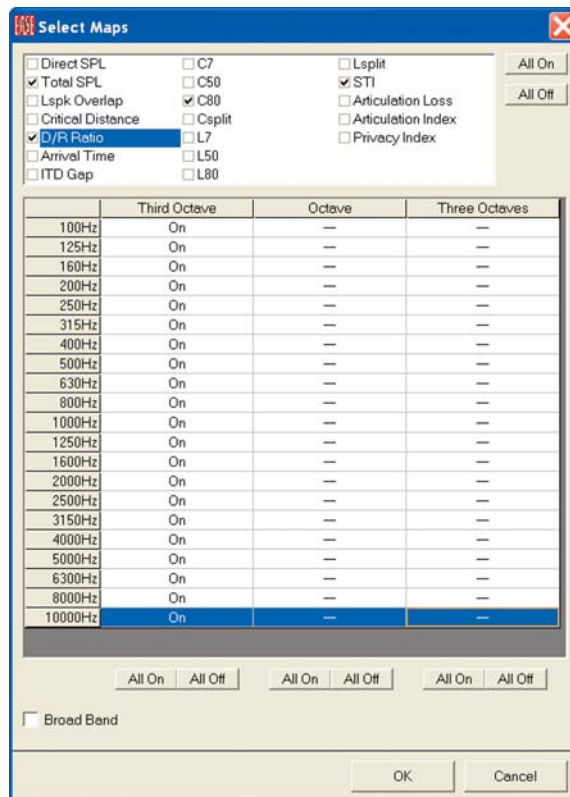 EASE Select Maps
Direct SPL C7 Lsplit All On
Total SPL C50 STI
Lspk Overlap C80 Articulation Loss All Off
Critical Distance Csplit Articulation Index
D/R Ratio L7 Privacy Index
Arrival Time L50
ITD Gap L80
Third Octave Octave Three Octaves
100Hz On — —
125Hz On — —
160Hz On — —
200Hz On — —
250Hz On — —
315Hz On — —
400Hz On — —
500Hz On — —
630Hz On — —
800Hz On — —
1000Hz On — —
1250Hz On — —
1600Hz On — —
2000Hz On — —
2500Hz On — —
3150Hz On — —
4000Hz On — —
5000Hz On — —
6300Hz On — —
8000Hz On — —
10000Hz On — —
All On All Off All On All Off All On All Off
Broad Band
OK Cancel